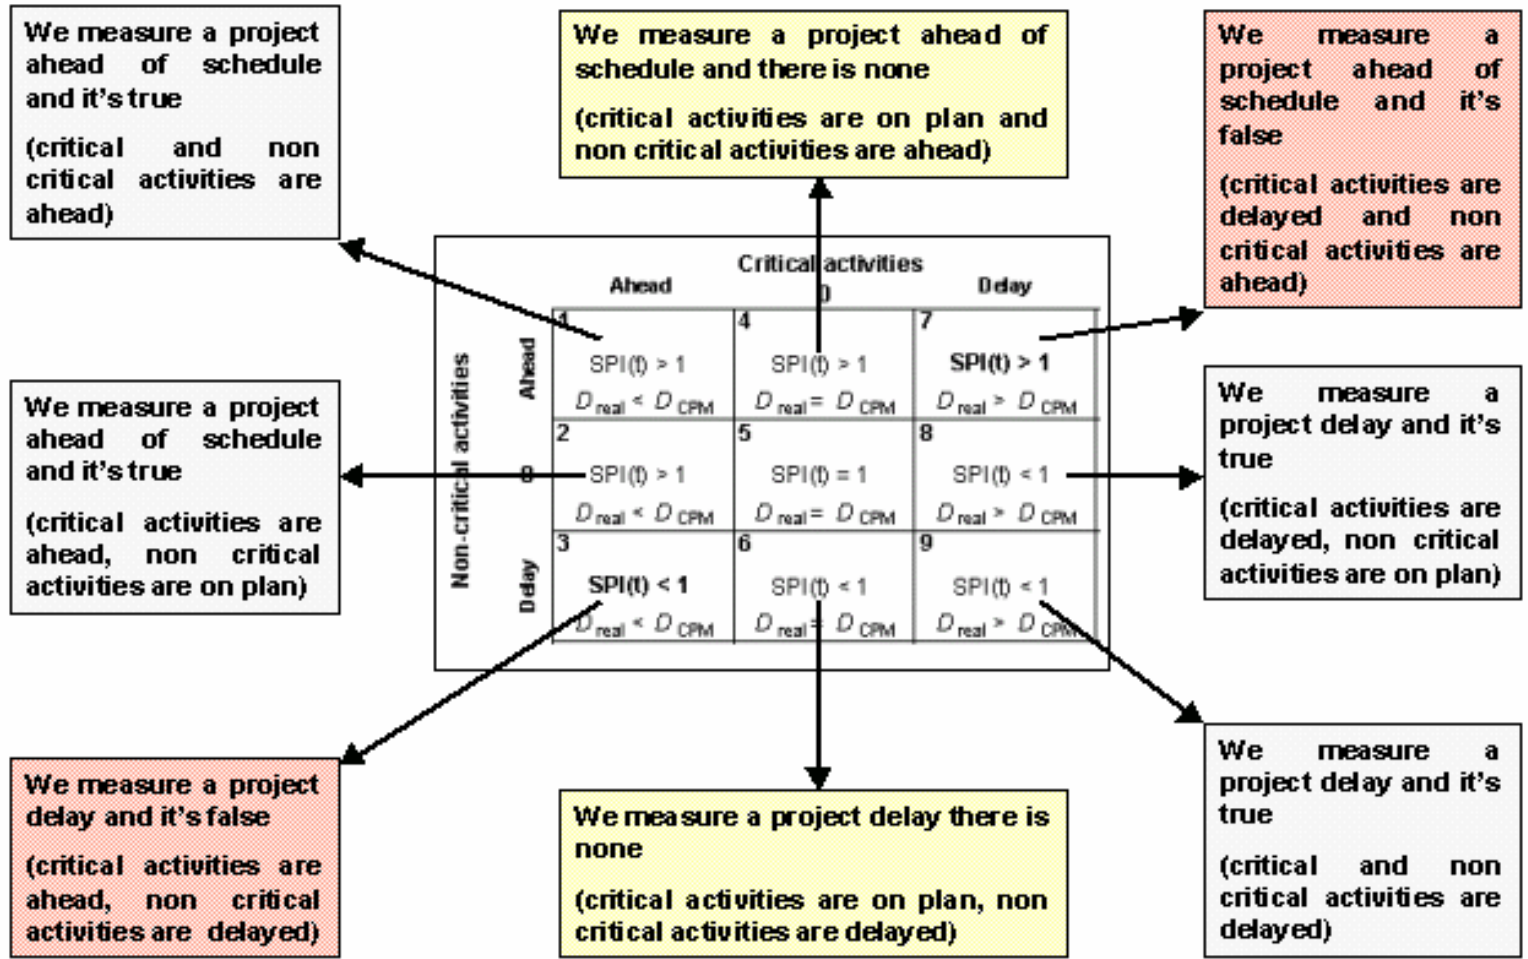 We measure a project
ahead of schedule
and it's true
(critical and non
critical activities are
ahead)
We measure a project ahead of
schedule and there is none
(critical activities are on plan and
non critical activities are ahead)
We measure a
project ahead of
schedule and it's
false
(critical activities are
delayed and non
critical activities are
ahead)
Critical activities
Ahead 0 Delay
Non-critical activities
Ahead
0
Delay
1
SPI(t) > 1
D real < D CPM
4
SPI(t) > 1
D real = D CPM
7
SPI(t) > 1
D real > D CPM
2
SPI(t) > 1
D real < D CPM
5
SPI(t) = 1
D real = D CPM
8
SPI(t) < 1
D real > D CPM
3
SPI(t) < 1
D real < D CPM
6
SPI(t) < 1
D real = D CPM
9
SPI(t) < 1
D real > D CPM
We measure a project
ahead of schedule
and it's true
(critical activities are
ahead, non critical
activities are on plan)
We measure a
project delay and it's
true
(critical activities are
delayed, non critical
activities are on plan)
We measure a project
delay and it's false
(critical activities are
ahead, non critical
activities are delayed)
We measure a project delay there is
none
(critical activities are on plan, non
critical activities are delayed)
We measure a
project delay and it's
true
(critical and non
critical activities are
delayed)